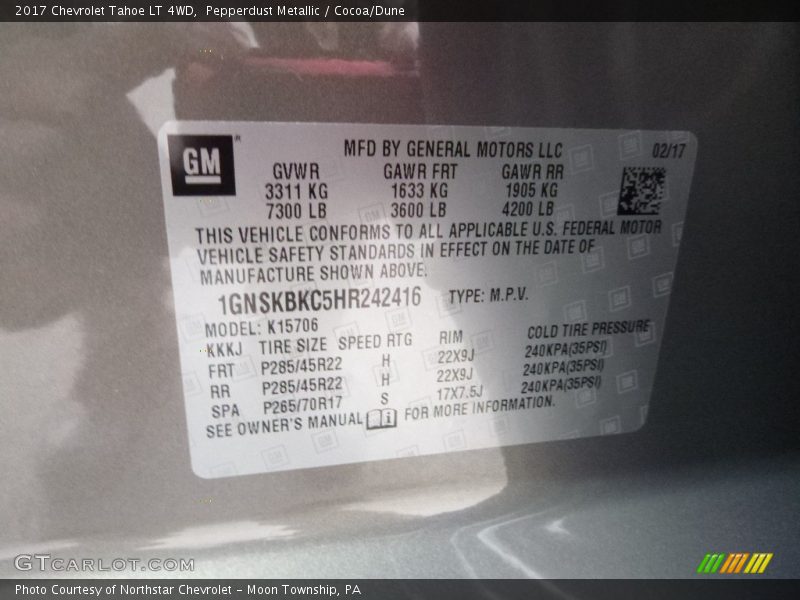 2017 Chevrolet Tahoe LT 4WD, Pepperdust Metallic / Cocoa/Dune
GM
MFD BY GENERAL MOTORS LLC 02/17
GVWR GAWR FRT GAWR RR
3311 KG 1633 KG 1905 KG
7300 LB 3600 LB 4200 LB
THIS VEHICLE CONFORMS TO ALL APPLICABLE U.S. FEDERAL MOTOR
VEHICLE SAFETY STANDARDS IN EFFECT ON THE DATE OF
MANUFACTURE SHOWN ABOVE.
1GNSKBKC5HR242416 TYPE: M.P.V.
MODEL: K15706
KKKJ TIRE SIZE SPEED RTG RIM COLD TIRE PRESSURE
FRT P285/45R22 H 22X9J 240KPA(35PSI)
RR P285/45R22 H 22X9J 240KPA(35PSI)
SPA P265/70R17 S 17X7.5J 240KPA(35PSI)
SEE OWNER'S MANUAL i FOR MORE INFORMATION.
GTCARLOT.COM
Photo Courtesy of Northstar Chevrolet - Moon Township, PA